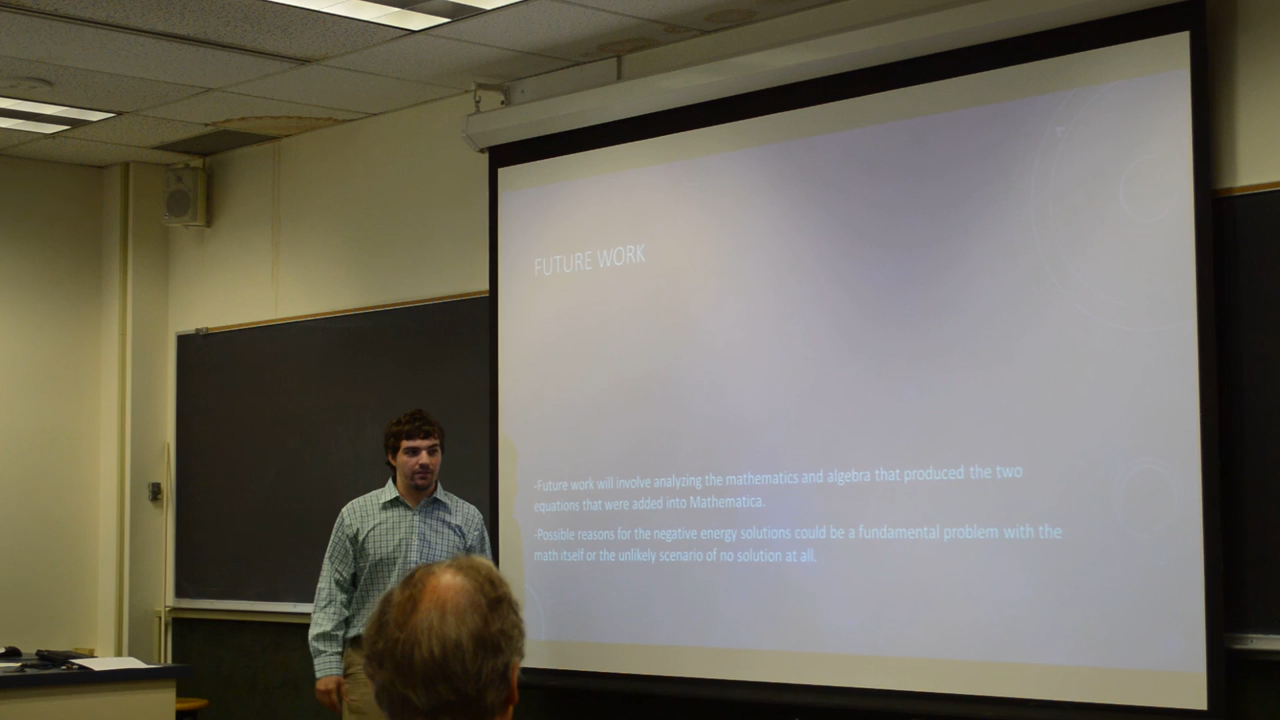 FUTURE WORK
-Future work will involve analyzing the mathematics and algebra that produced the two
equations that were added into Mathematica.
-Possible reasons for the negative energy solutions could be a fundamental problem with the
math itself or the unlikely scenario of no solution at all.